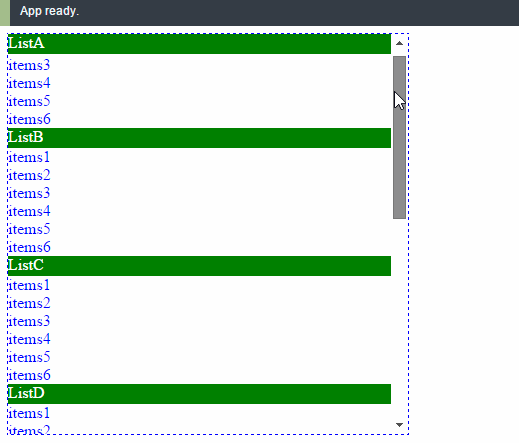 App ready.
ListA
items3
items4
items5
items6
ListB
items1
items2
items3
items4
items5
items6
ListC
items1
items2
items3
items4
items5
items6
ListD
items1
items2